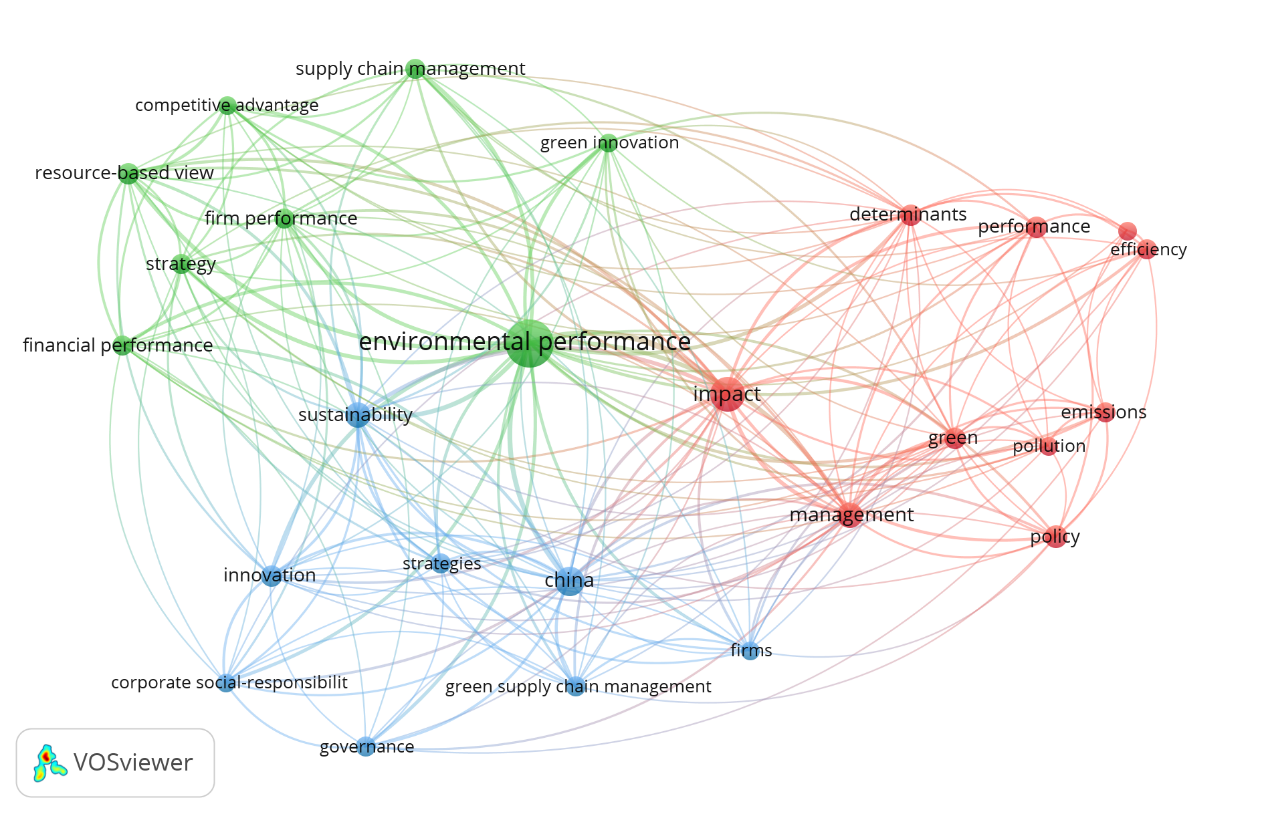 supply chain management
competitive advantage
green innovation
resource-based view
firm performance
determinants
performance
efficiency
strategy
environmental performance
financial performance
impact
sustainability
emissions
green
pollution
management
policy
strategies
innovation
china
firms
corporate social-responsibilit
green supply chain management
governance
VOSviewer